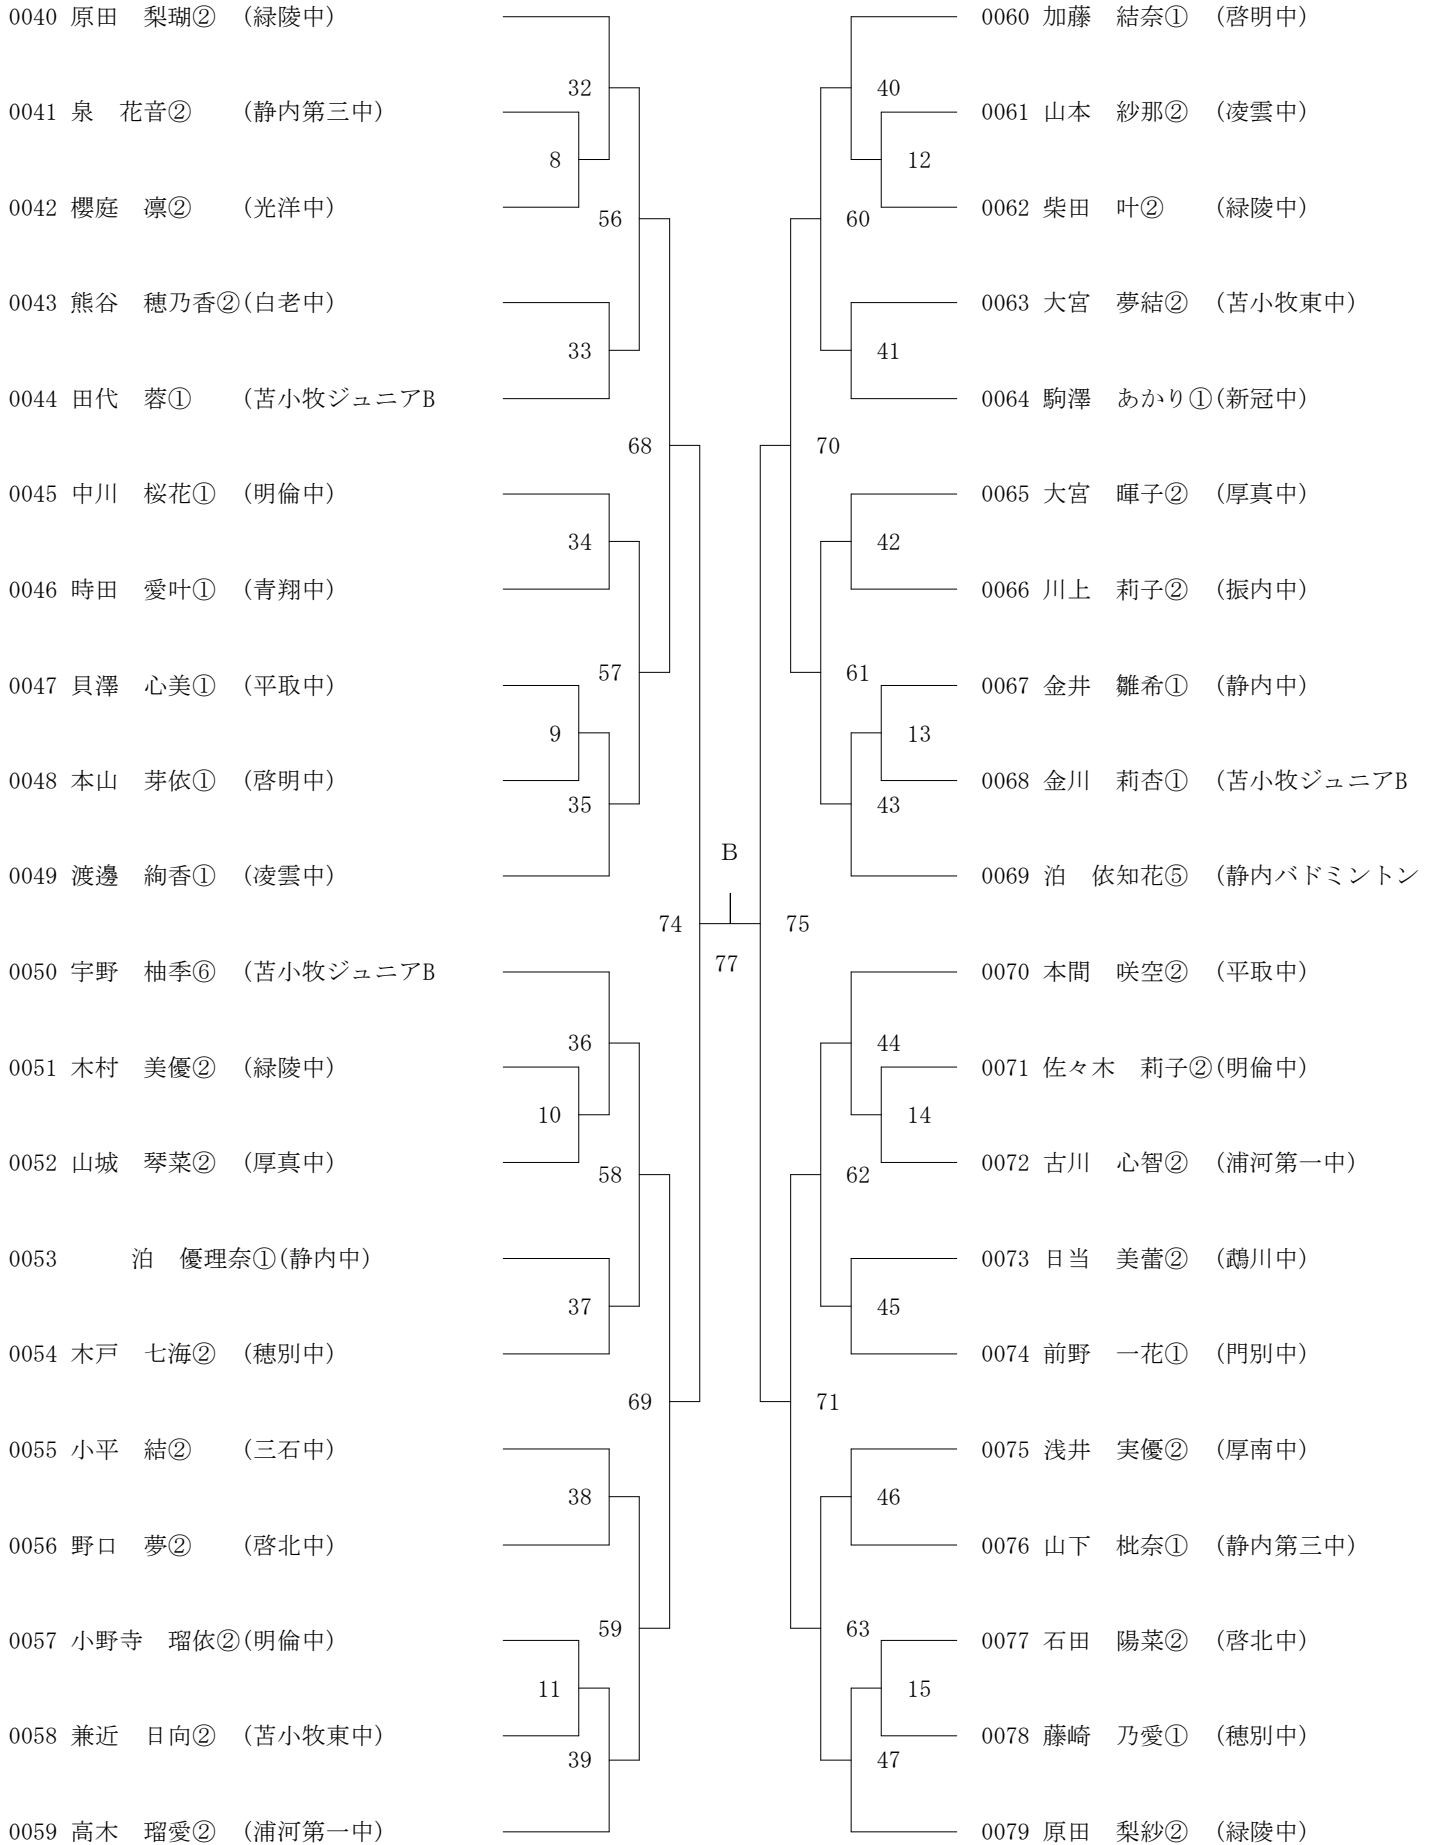 0040 原田　梨瑚②　(緑陵中)
32
0041 泉　花音②　　(静内第三中)
8
0042 櫻庭　凛②　　(光洋中)
56
0043 熊谷　穂乃香②(白老中)
33
0044 田代　蓉①　　(苫小牧ジュニアB
68
0045 中川　桜花①　(明倫中)
34
0046 時田　愛叶①　(青翔中)
57
0047 貝澤　心美①　(平取中)
9
0048 本山　芽依①　(啓明中)
35
0049 渡邊　絢香①　(凌雲中)
74
0050 宇野　柚季⑥　(苫小牧ジュニアB
36
0051 木村　美優②　(緑陵中)
10
0052 山城　琴菜②　(厚真中)
58
0053 　　泊　優理奈①(静内中)
37
0054 木戸　七海②　(穂別中)
69
0055 小平　結②　　(三石中)
38
0056 野口　夢②　　(啓北中)
59
0057 小野寺　瑠依②(明倫中)
11
0058 兼近　日向②　(苫小牧東中)
39
0059 高木　瑠愛②　(浦河第一中)
B
77
0060 加藤　結奈①　(啓明中)
40
0061 山本　紗那②　(凌雲中)
12
0062 柴田　叶②　　(緑陵中)
60
0063 大宮　夢結②　(苫小牧東中)
41
0064 駒澤　あかり①(新冠中)
70
0065 大宮　暉子②　(厚真中)
42
0066 川上　莉子②　(振内中)
61
0067 金井　雛希①　(静内中)
13
0068 金川　莉杏①　(苫小牧ジュニアB
43
0069 泊　依知花⑤　(静内バドミントン
75
0070 本間　咲空②　(平取中)
44
0071 佐々木　莉子②(明倫中)
14
0072 古川　心智②　(浦河第一中)
62
0073 日当　美蕾②　(鵡川中)
45
0074 前野　一花①　(門別中)
71
0075 浅井　実優②　(厚南中)
46
0076 山下　枇奈①　(静内第三中)
63
0077 石田　陽菜②　(啓北中)
15
0078 藤崎　乃愛①　(穂別中)
47
0079 原田　梨紗②　(緑陵中)